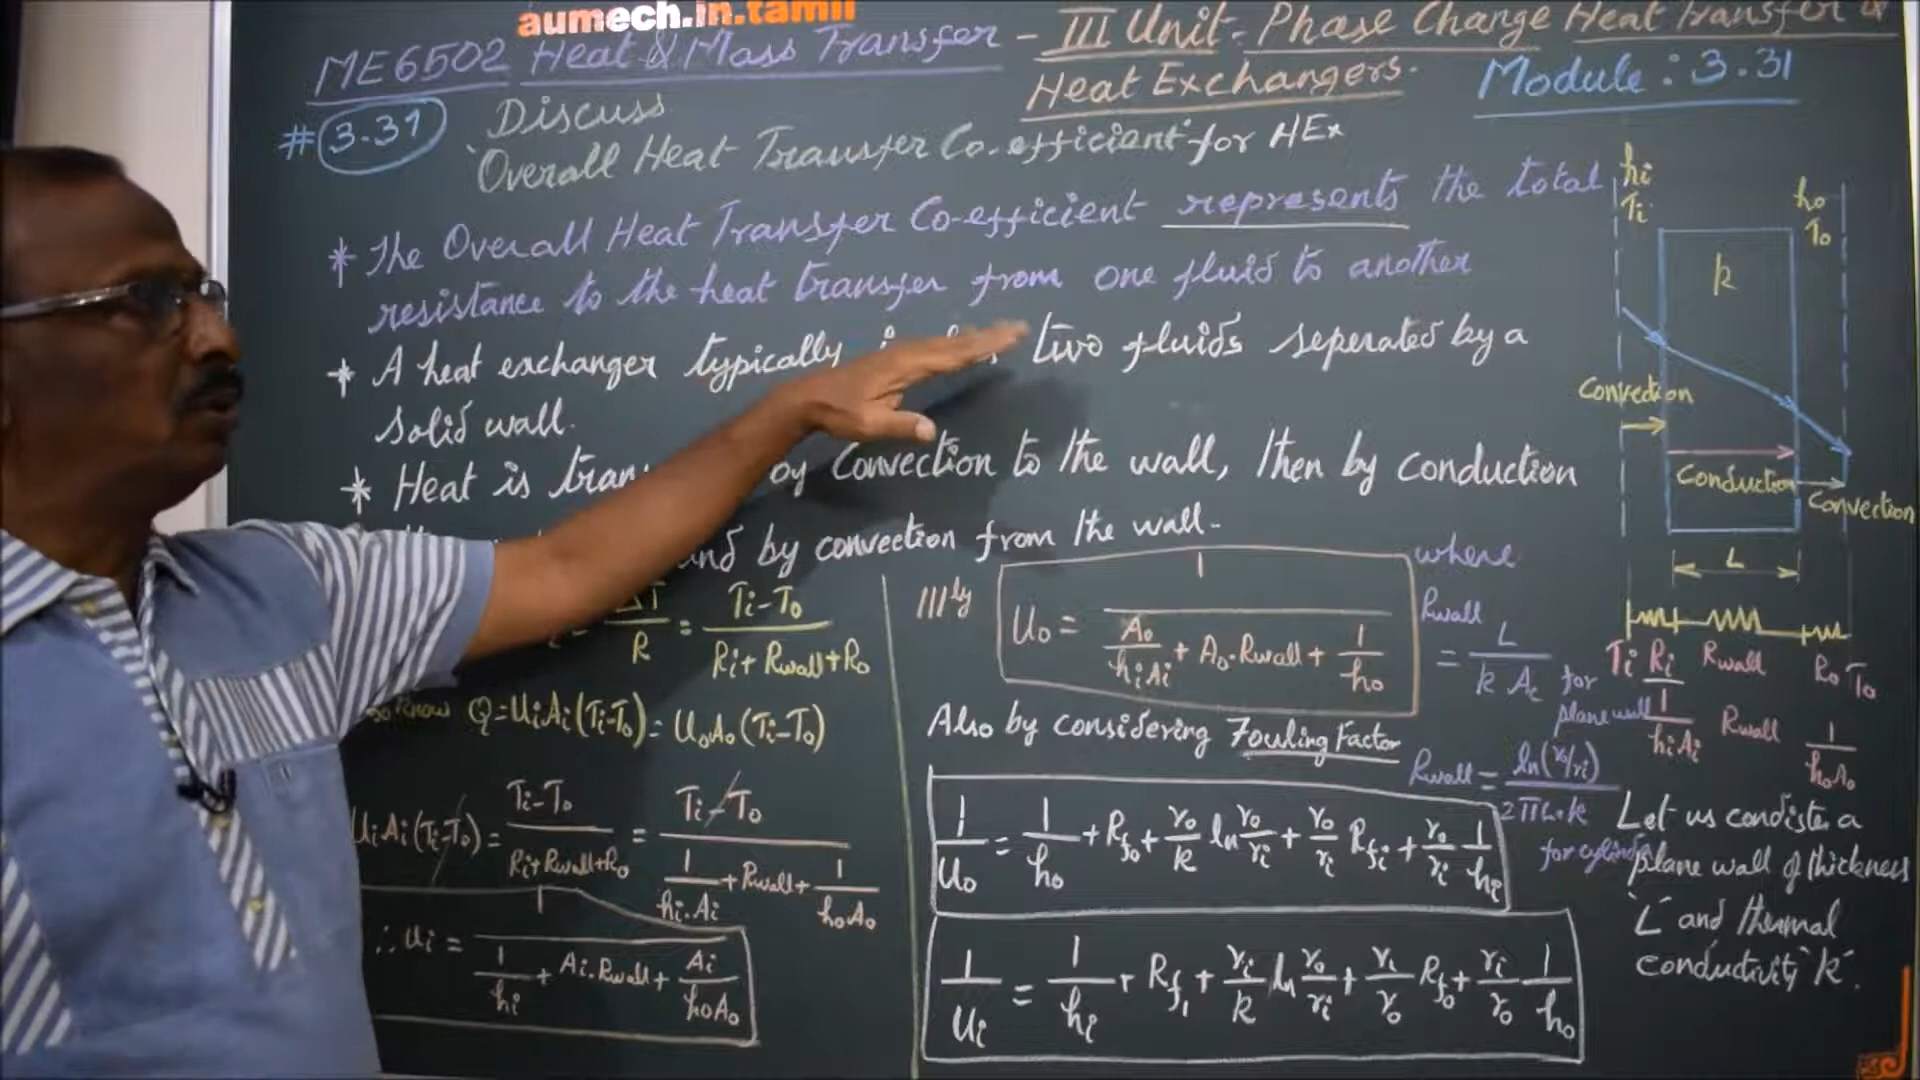 aumech.in.tamil
ME6502 Heat & Mass Transfer - III Unit - Phase Change Heat Transfer &
Heat Exchangers.
Module: 3.31
# 3.31
Discuss
Overall Heat Transfer Co-efficient for HEx
* The Overall Heat Transfer Co-efficient represents the total
resistance to the heat transfer from one fluid to another
* A heat exchanger typically two fluids seperated by a
solid wall.
* Heat is by Convection to the wall, then by conduction
and by convection from the wall-
ΔT/R = Ti-To/(Ri+Rwall+Ro)
know Q=UiAi(Ti-To)=UoAo(Ti-To)
UiAi(Ti-To)= Ti-To/(Ri+Rwall+Ro) = Ti-To/(1/hi.Ai + Rwall + 1/hoAo)
∴ Ui = 1/(1/hi + Ai.Rwall + Ai/hoAo)
IIIly
Uo = 1/(Ao/hiAi + Ao.Rwall + 1/ho)
Also by considering Fouling Factor
1/Uo = 1/ho + Rfo + ro/k ln ro/ri + ro/ri Rfi + ro/ri 1/hi
1/Ui = 1/hi + Rfi + ri/k ln ro/ri + ri/ro Rfo + ri/ro 1/ho
where
Rwall
= L/k Ac for
plane wall
Rwall = ln(ro/ri)/2πL.k
for cylinder
hi
Ti
ho
To
k
Convection
Conduction
Convection
L
Ti Ri Rwall Ro To
1/hiAi Rwall 1/hoAo
Let us condister a
plane wall of thickness
'L' and thermal
conductivity 'k'.